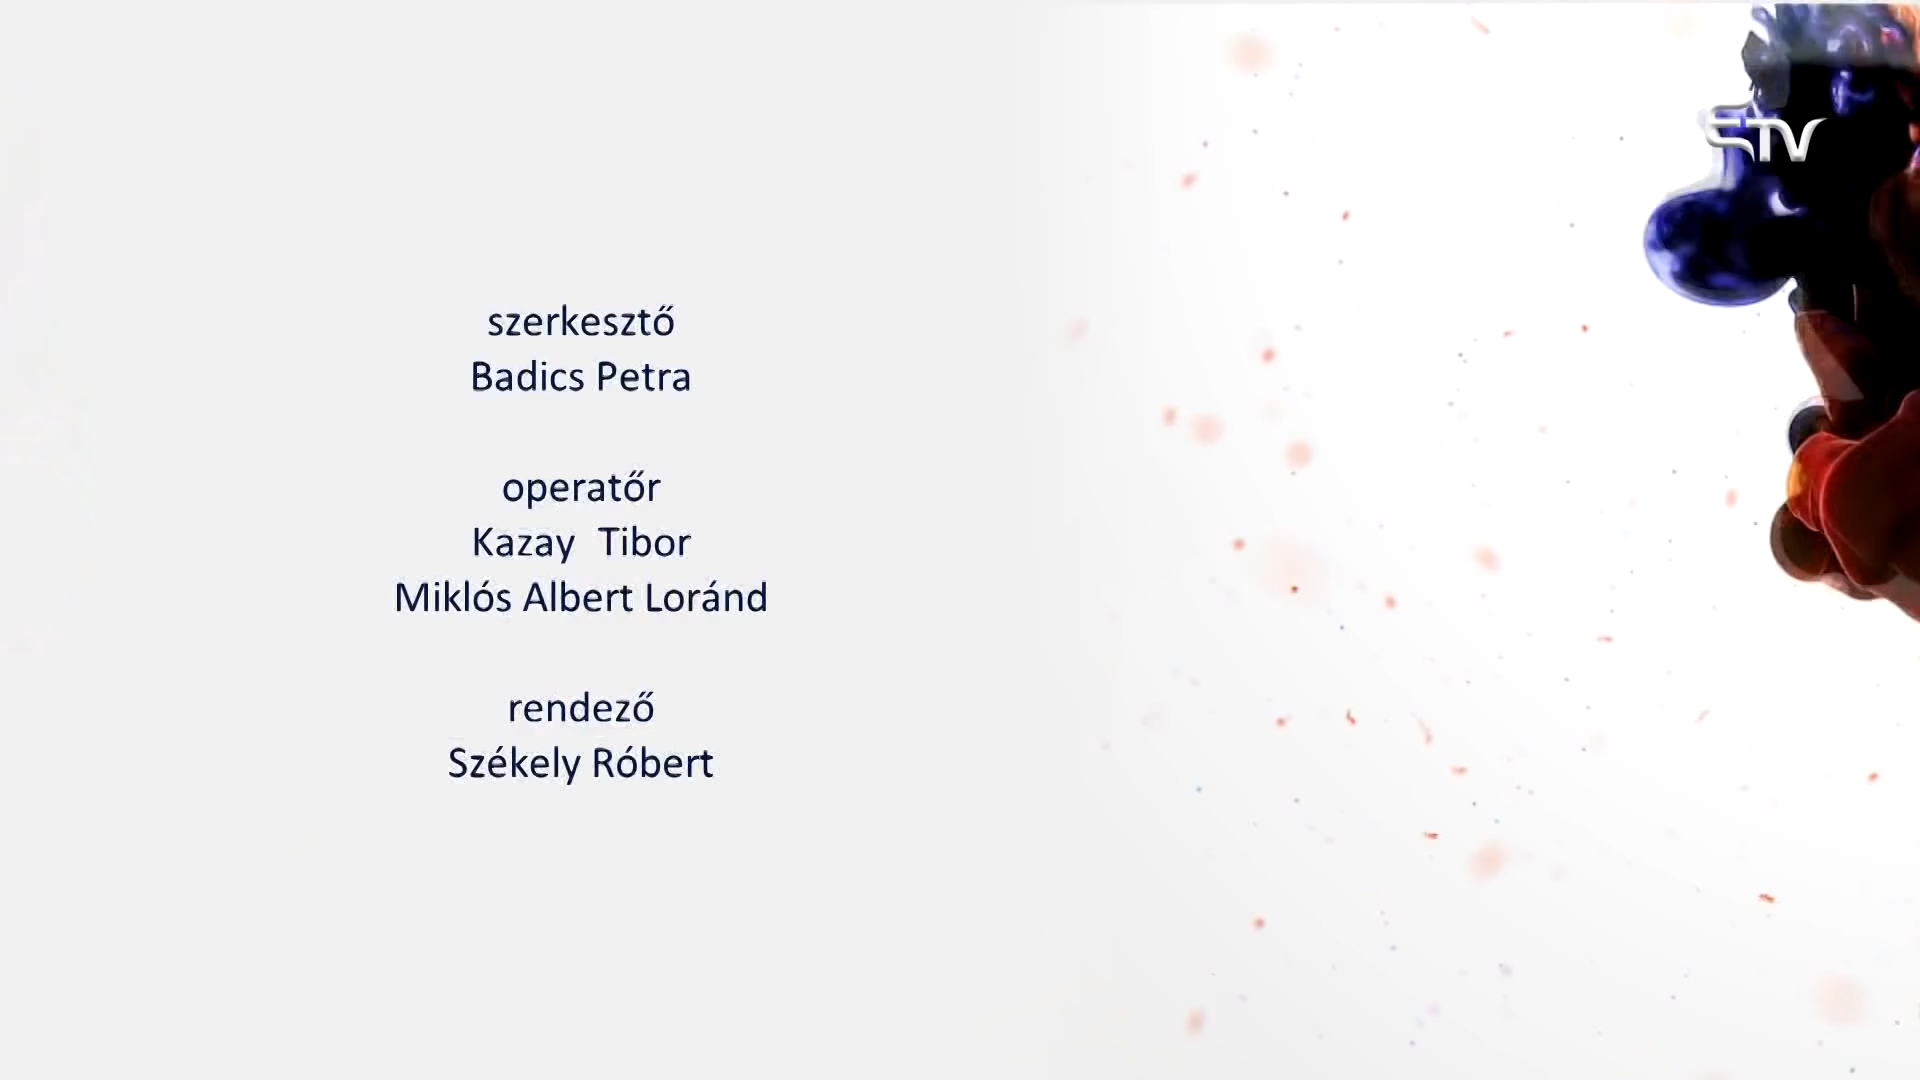 STV
szerkesztő
Badics Petra
operatőr
Kazay Tibor
Miklós Albert Loránd
rendező
Székely Róbert